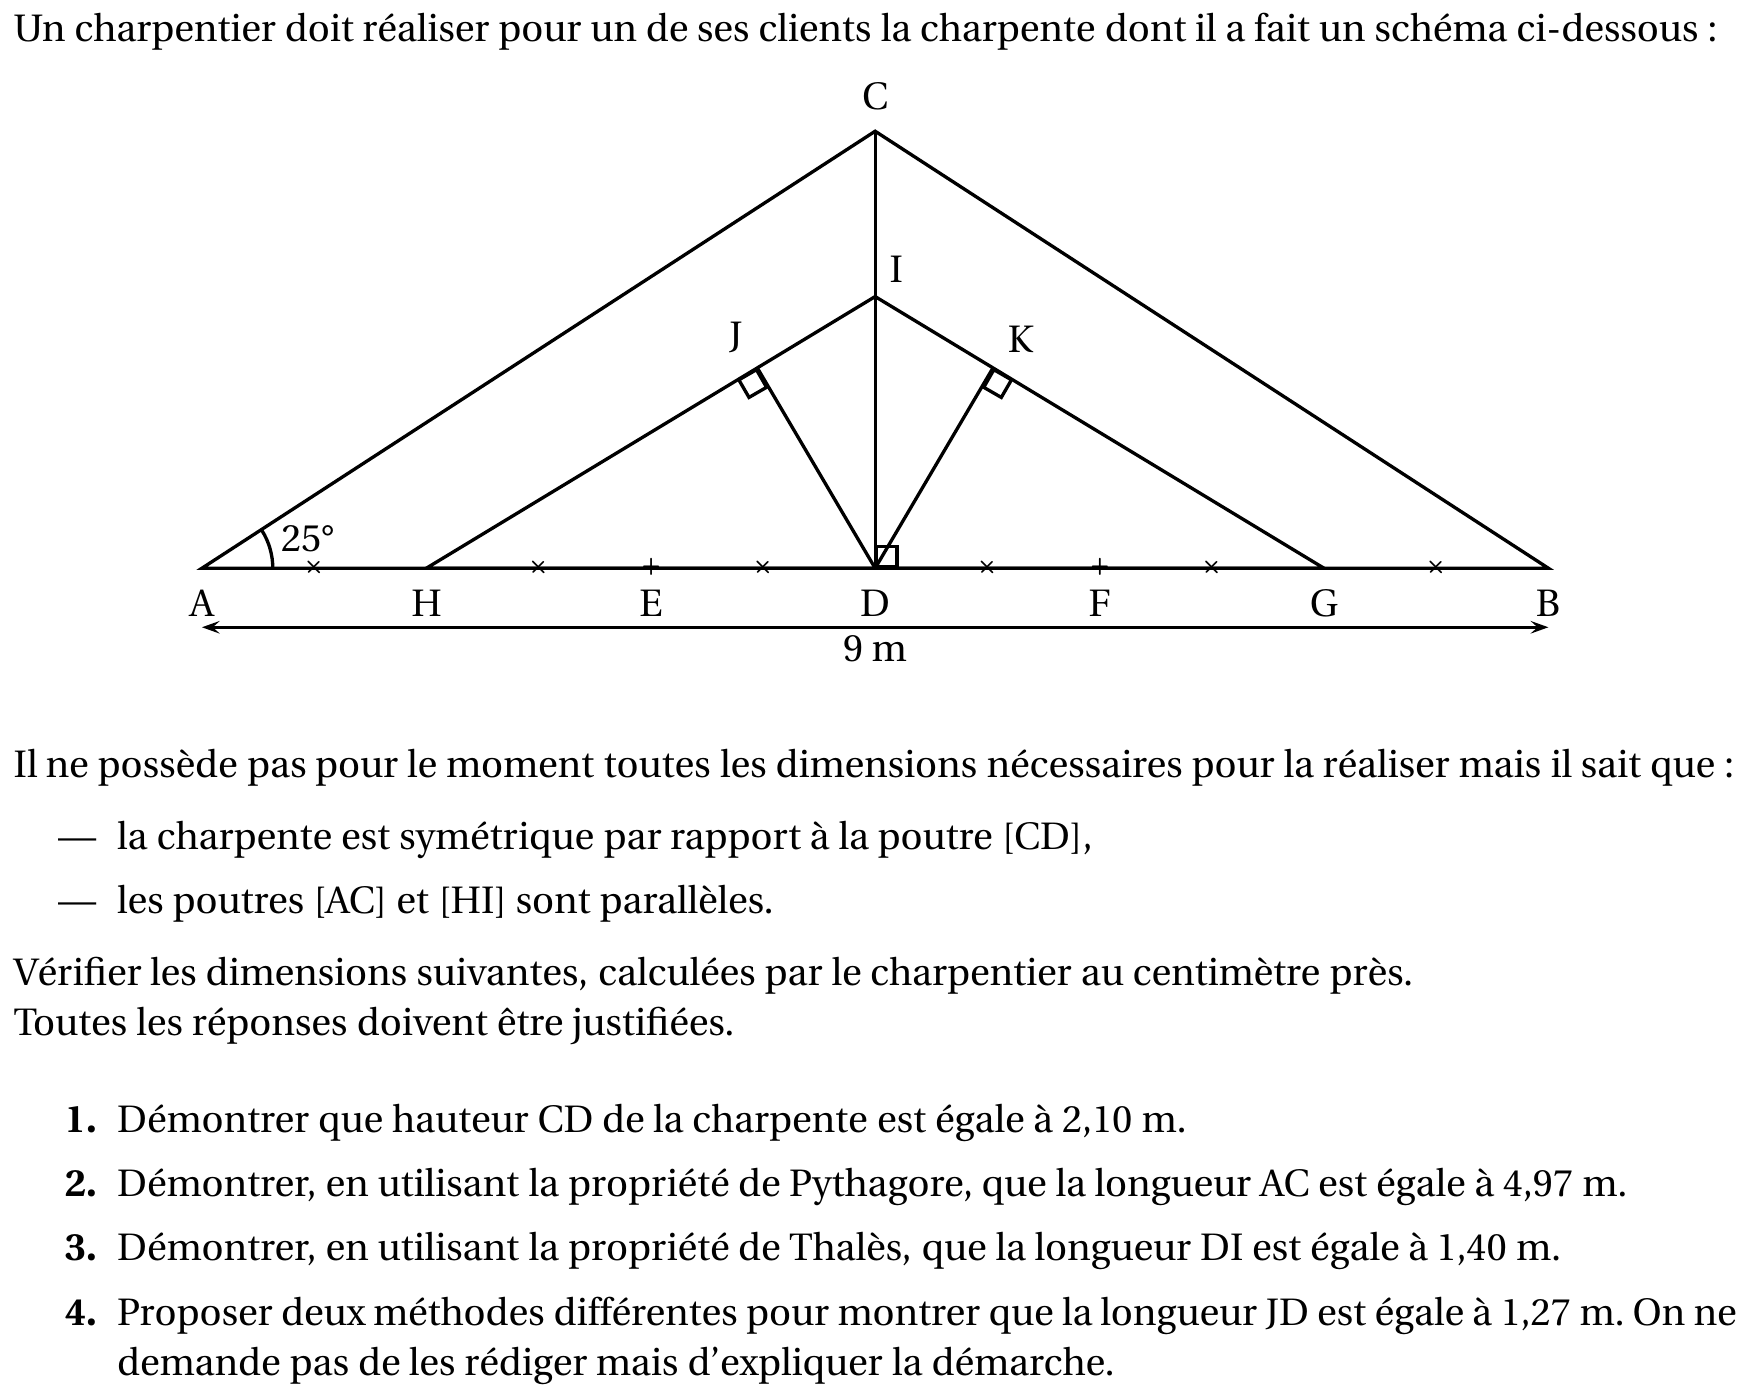 Un charpentier doit réaliser pour un de ses clients la charpente dont il a fait un schéma ci-dessous :
C
I
J
K
25°
A H E D F G B
9 m
Il ne possède pas pour le moment toutes les dimensions nécessaires pour la réaliser mais il sait que :
— la charpente est symétrique par rapport à la poutre [CD],
— les poutres [AC] et [HI] sont parallèles.
Vérifier les dimensions suivantes, calculées par le charpentier au centimètre près.
Toutes les réponses doivent être justifiées.
1. Démontrer que hauteur CD de la charpente est égale à 2,10 m.
2. Démontrer, en utilisant la propriété de Pythagore, que la longueur AC est égale à 4,97 m.
3. Démontrer, en utilisant la propriété de Thalès, que la longueur DI est égale à 1,40 m.
4. Proposer deux méthodes différentes pour montrer que la longueur JD est égale à 1,27 m. On ne
demande pas de les rédiger mais d'expliquer la démarche.